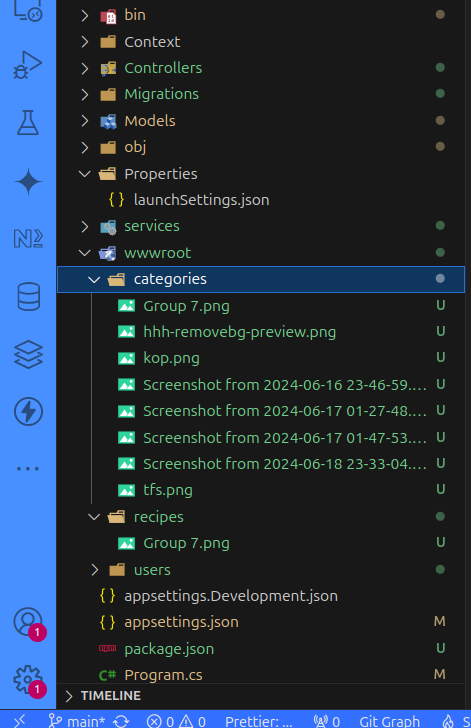 bin
Context
Controllers
Migrations
Models
obj
Properties
{} launchSettings.json
services
wwwroot
categories
Group 7.png U
hhh-removebg-preview.png U
kop.png U
Screenshot from 2024-06-16 23-46-59.... U
Screenshot from 2024-06-17 01-27-48.... U
Screenshot from 2024-06-17 01-47-53.... U
Screenshot from 2024-06-18 23-33-04.... U
tfs.png U
recipes
Group 7.png U
users
{} appsettings.Development.json
1 {} appsettings.json M
package.json U
1 C# Program.cs M
TIMELINE
main* 0 0 Prettier: ... 0 Git Graph S